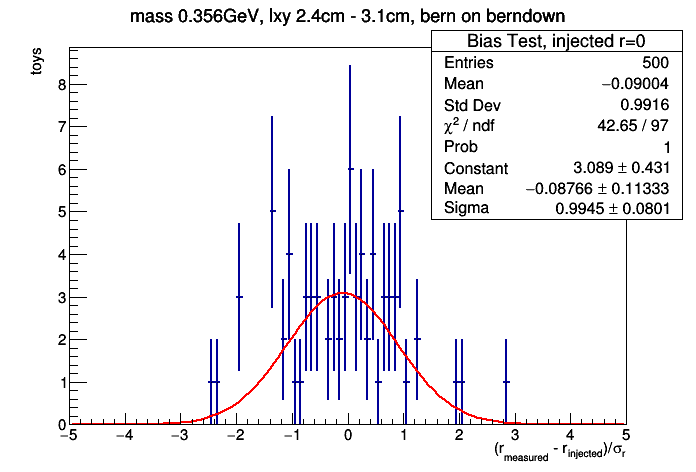 mass 0.356GeV, lxy 2.4cm - 3.1cm, bern on berndown
Bias Test, injected r=0
Entries 500
Mean −0.09004
Std Dev 0.9916
χ² / ndf 42.65 / 97
Prob 1
Constant 3.089 ± 0.431
Mean −0.08766 ± 0.11333
Sigma 0.9945 ± 0.0801
toys
8
7
6
5
4
3
2
1
0
−5 −4 −3 −2 −1 0 1 2 3 4 5
(r_measured - r_injected)/σ_r